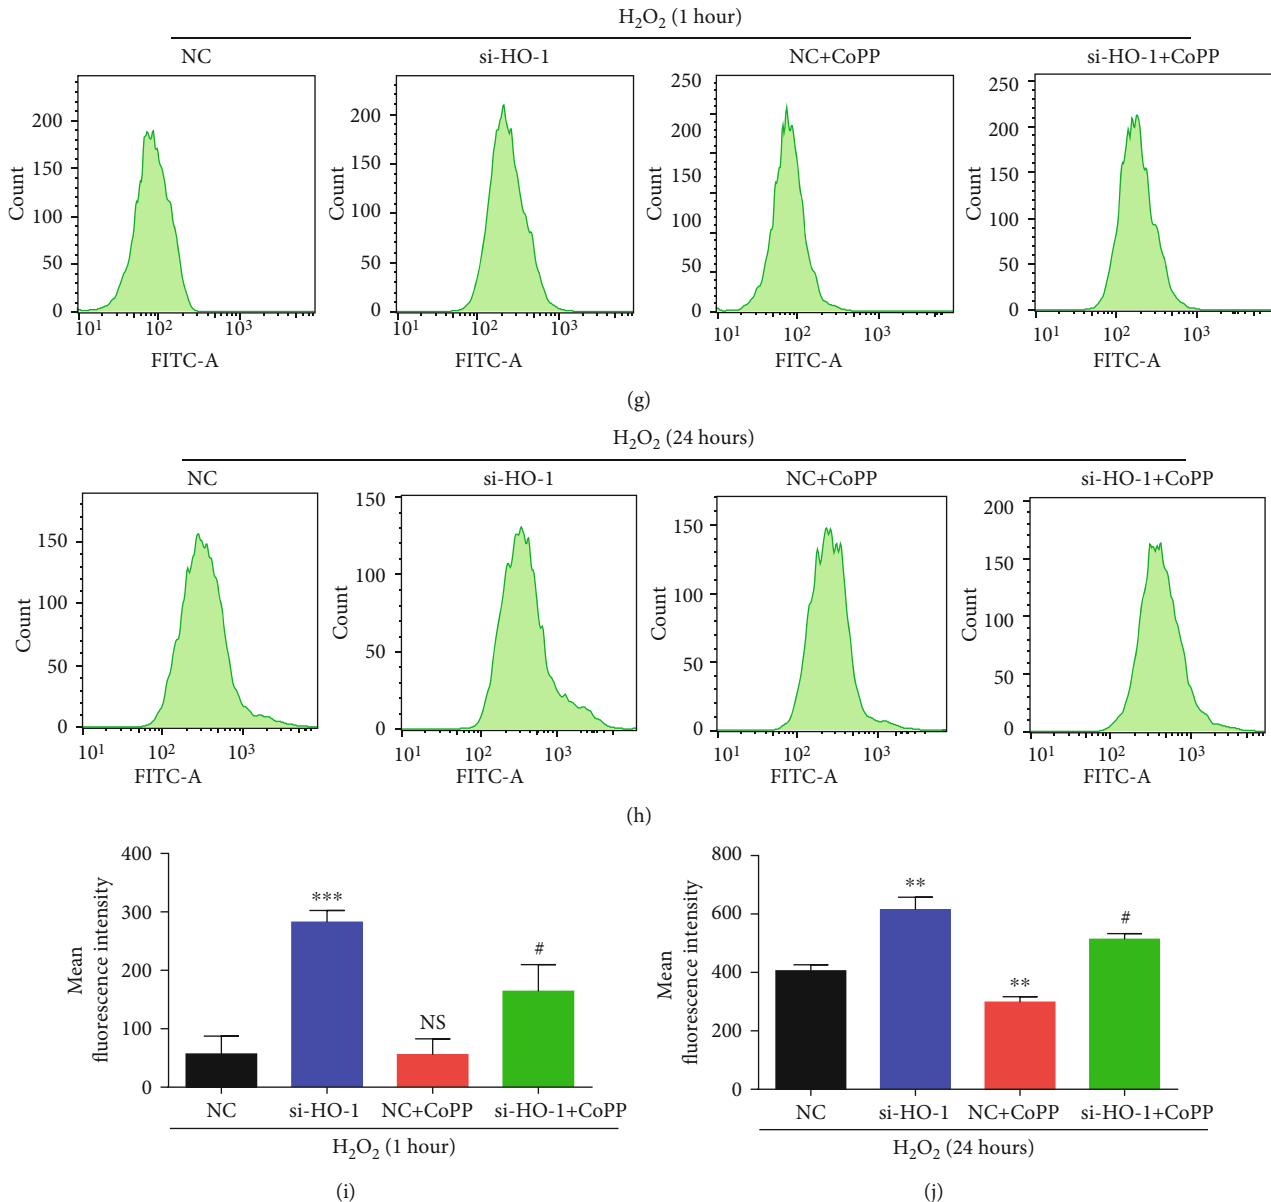 H₂O₂ (1 hour)
NC si-HO-1 NC+CoPP si-HO-1+CoPP
Count
200
150
100
50
0
10¹ 10² 10³
FITC-A
Count
200
150
100
50
0
10¹ 10² 10³
FITC-A
Count
250
200
150
100
50
0
10¹ 10² 10³
FITC-A
Count
250
200
150
100
50
0
10¹ 10² 10³
FITC-A
(g)
H₂O₂ (24 hours)
NC si-HO-1 NC+CoPP si-HO-1+CoPP
Count
150
100
50
0
10¹ 10² 10³
FITC-A
Count
150
100
50
0
10¹ 10² 10³
FITC-A
Count
150
100
50
0
10¹ 10² 10³
FITC-A
Count
200
150
100
50
0
10¹ 10² 10³
FITC-A
(h)
Mean
fluorescence intensity
400
300
200
100
0
***
NS
#
NC si-HO-1 NC+CoPP si-HO-1+CoPP
H₂O₂ (1 hour)
(i)
Mean
fluorescence intensity
800
600
400
200
0
**
**
#
NC si-HO-1 NC+CoPP si-HO-1+CoPP
H₂O₂ (24 hours)
(j)